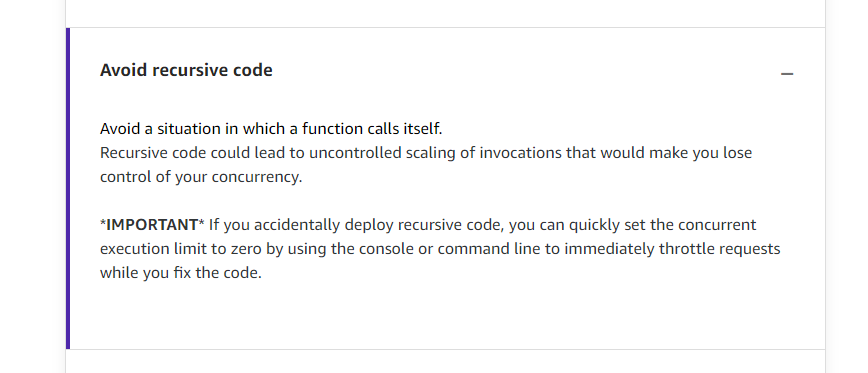 Avoid recursive code
Avoid a situation in which a function calls itself.
Recursive code could lead to uncontrolled scaling of invocations that would make you lose
control of your concurrency.
*IMPORTANT* If you accidentally deploy recursive code, you can quickly set the concurrent
execution limit to zero by using the console or command line to immediately throttle requests
while you fix the code.